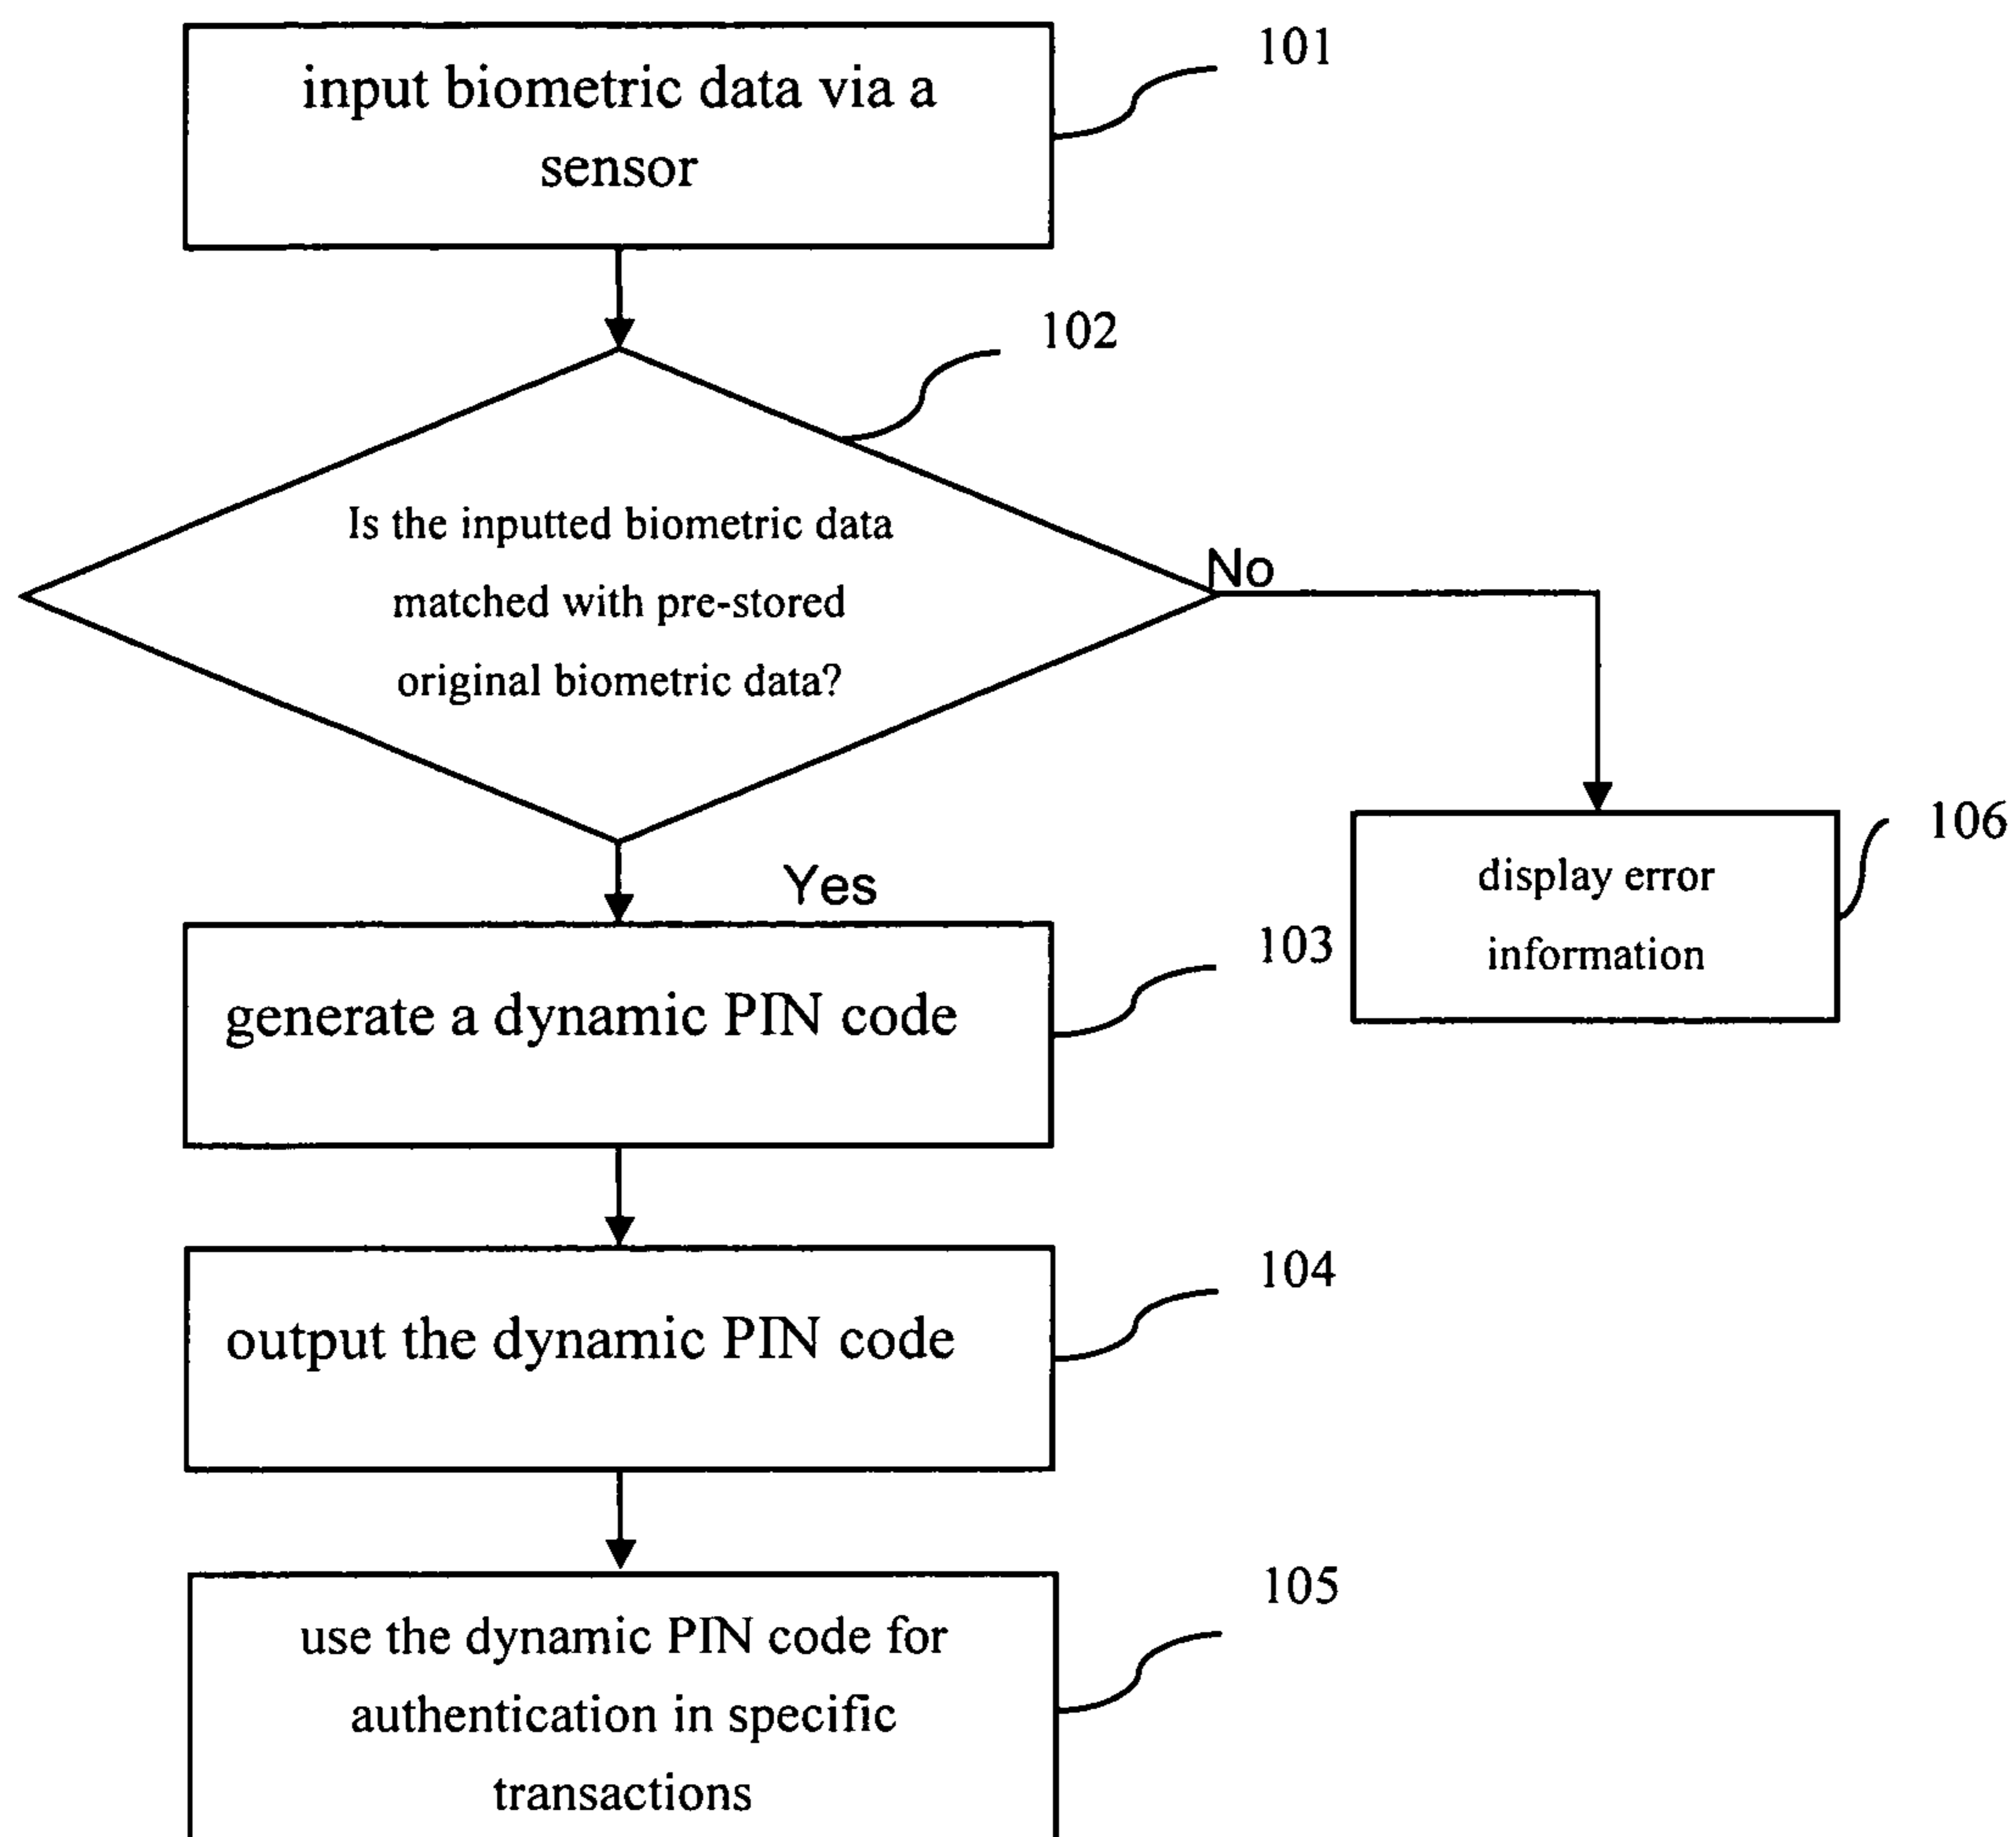 input biometric data via a
sensor
101
102
Is the inputted biometric data
matched with pre-stored
original biometric data?
No
Yes
display error
information
106
generate a dynamic PIN code
103
output the dynamic PIN code
104
use the dynamic PIN code for
authentication in specific
transactions
105